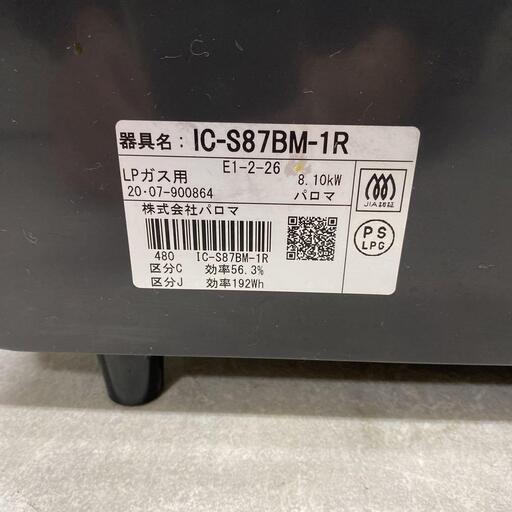 器具名: IC-S87BM-1R
E1-2-26
LPガス用 8.10kW
20·07-900864 パロマ
株式会社パロマ
480 IC-S87BM-1R
区分C 効率56.3%
区分J 効率192Wh
JIA認証
PS
LPG